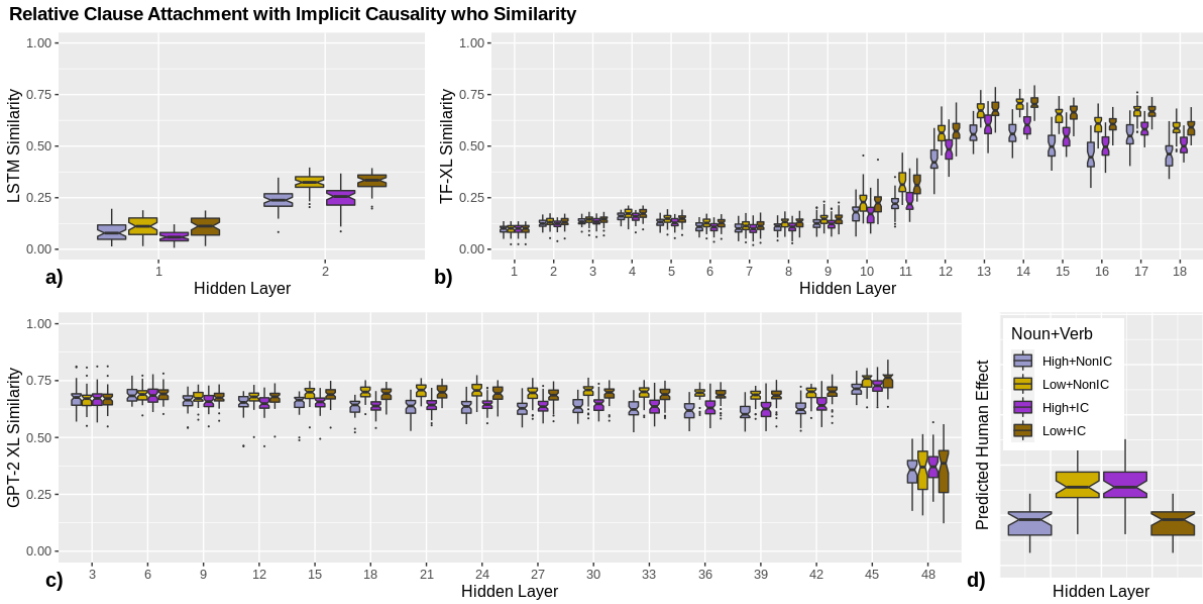 Relative Clause Attachment with Implicit Causality who Similarity
LSTM Similarity
1.00
0.75
0.50
0.25
0.00
1
2
a)
Hidden Layer
TF-XL Similarity
1.00
0.75
0.50
0.25
0.00
1 2 3 4 5 6 7 8 9 10 11 12 13 14 15 16 17 18
b)
Hidden Layer
GPT-2 XL Similarity
1.00
0.75
0.50
0.25
0.00
3 6 9 12 15 18 21 24 27 30 33 36 39 42 45 48
c)
Hidden Layer
Predicted Human Effect
Noun+Verb
High+NonIC
Low+NonIC
High+IC
Low+IC
d)
Hidden Layer